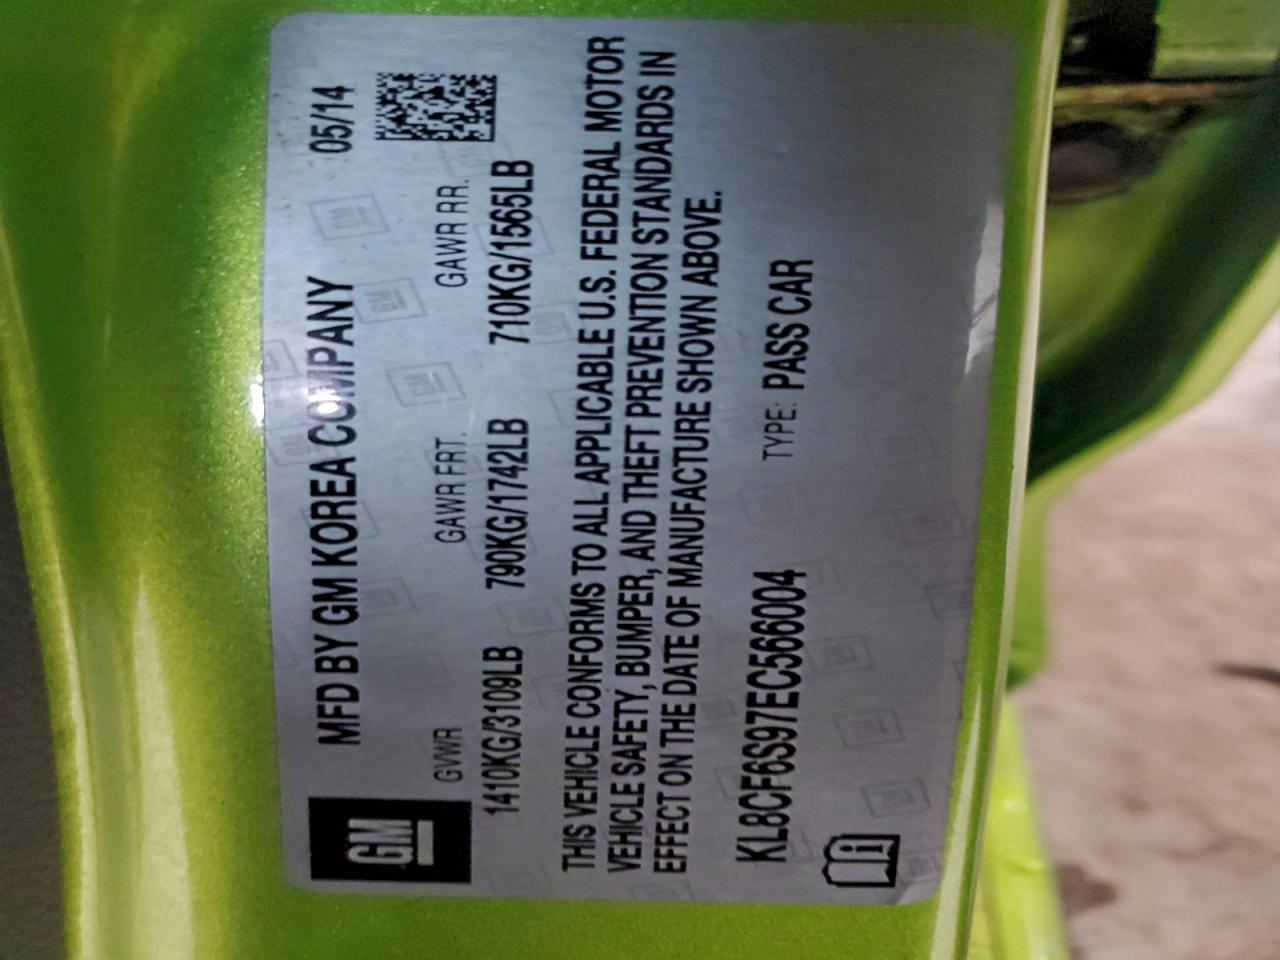 GM
MFD BY GM KOREA COMPANY 05/14
GVWR GAWR FRT. GAWR RR.
1410KG/3109LB 790KG/1742LB 710KG/1565LB
THIS VEHICLE CONFORMS TO ALL APPLICABLE U.S. FEDERAL MOTOR
VEHICLE SAFETY, BUMPER, AND THEFT PREVENTION STANDARDS IN
EFFECT ON THE DATE OF MANUFACTURE SHOWN ABOVE.
KL8CF6S97EC566004 TYPE: PASS CAR